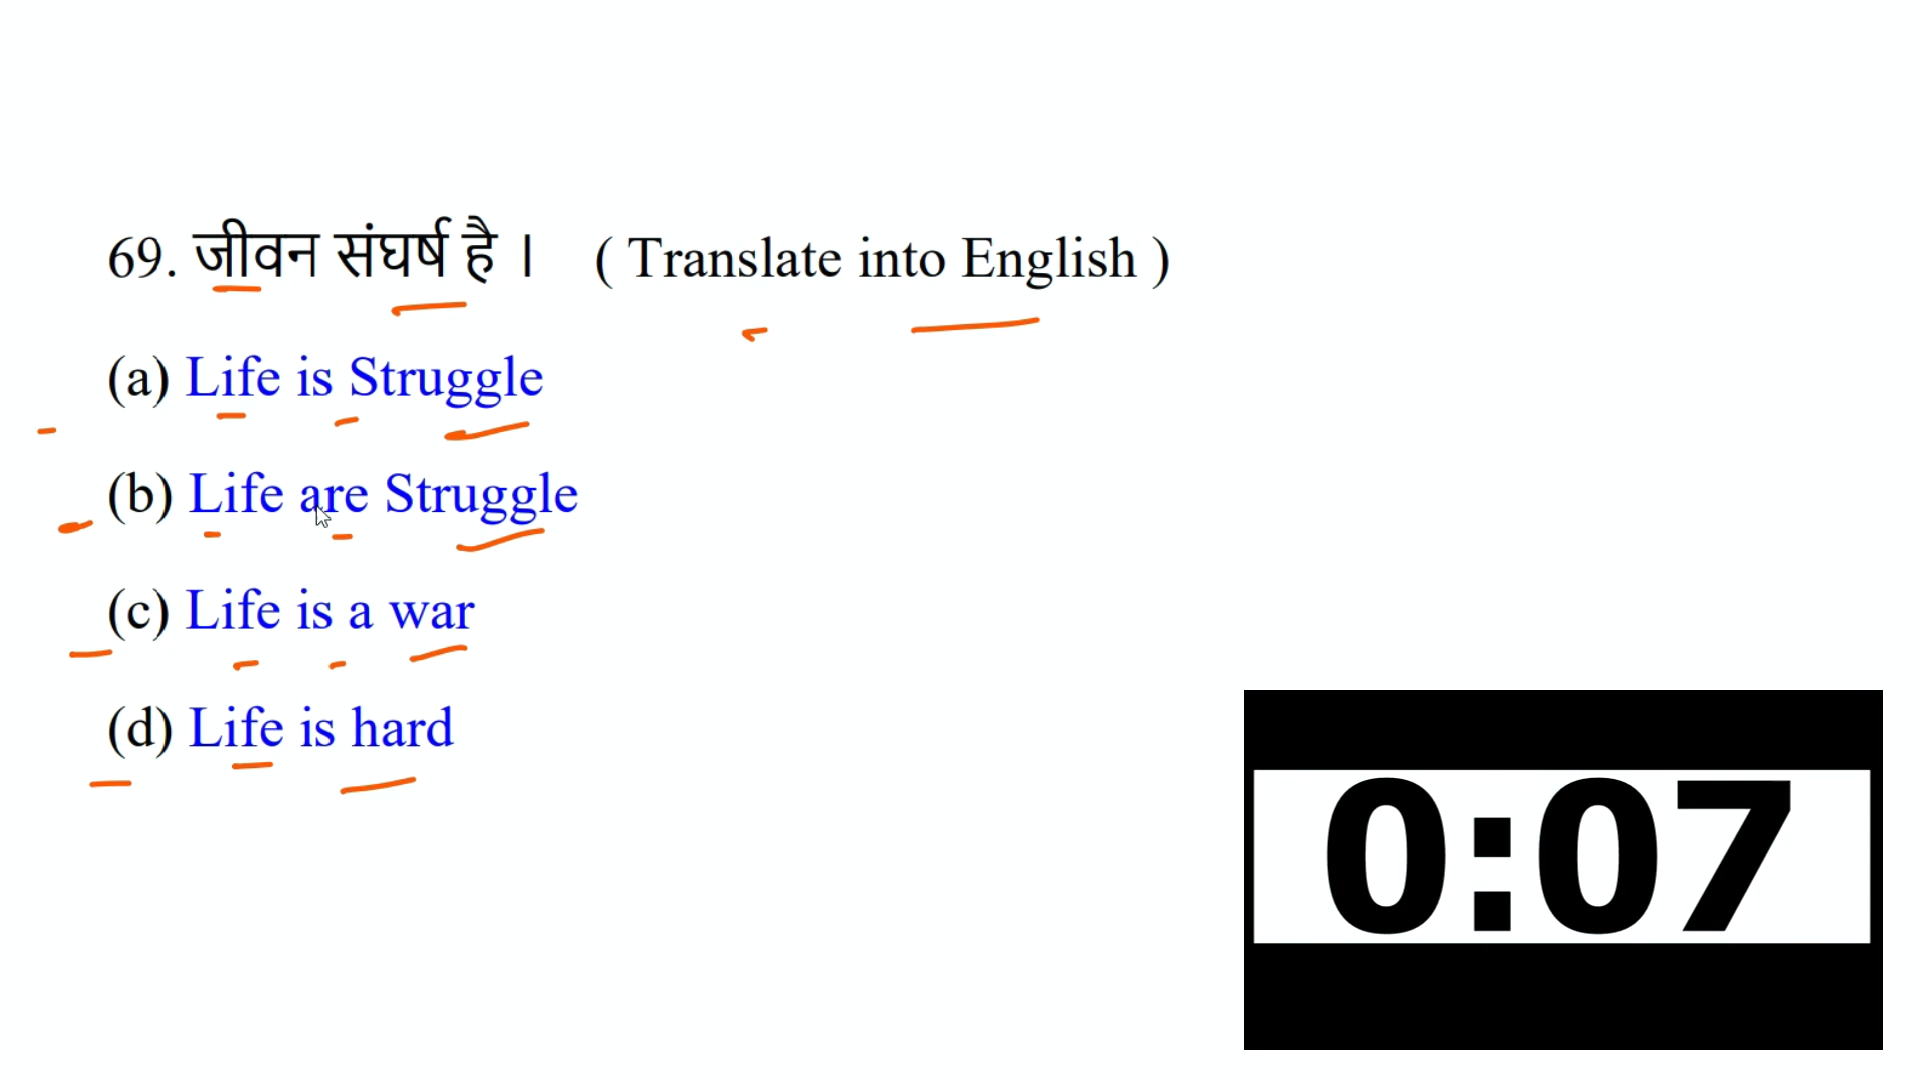 69. जीवन संघर्ष है । ( Translate into English )
(a) Life is Struggle
(b) Life are Struggle
(c) Life is a war
(d) Life is hard
0:07